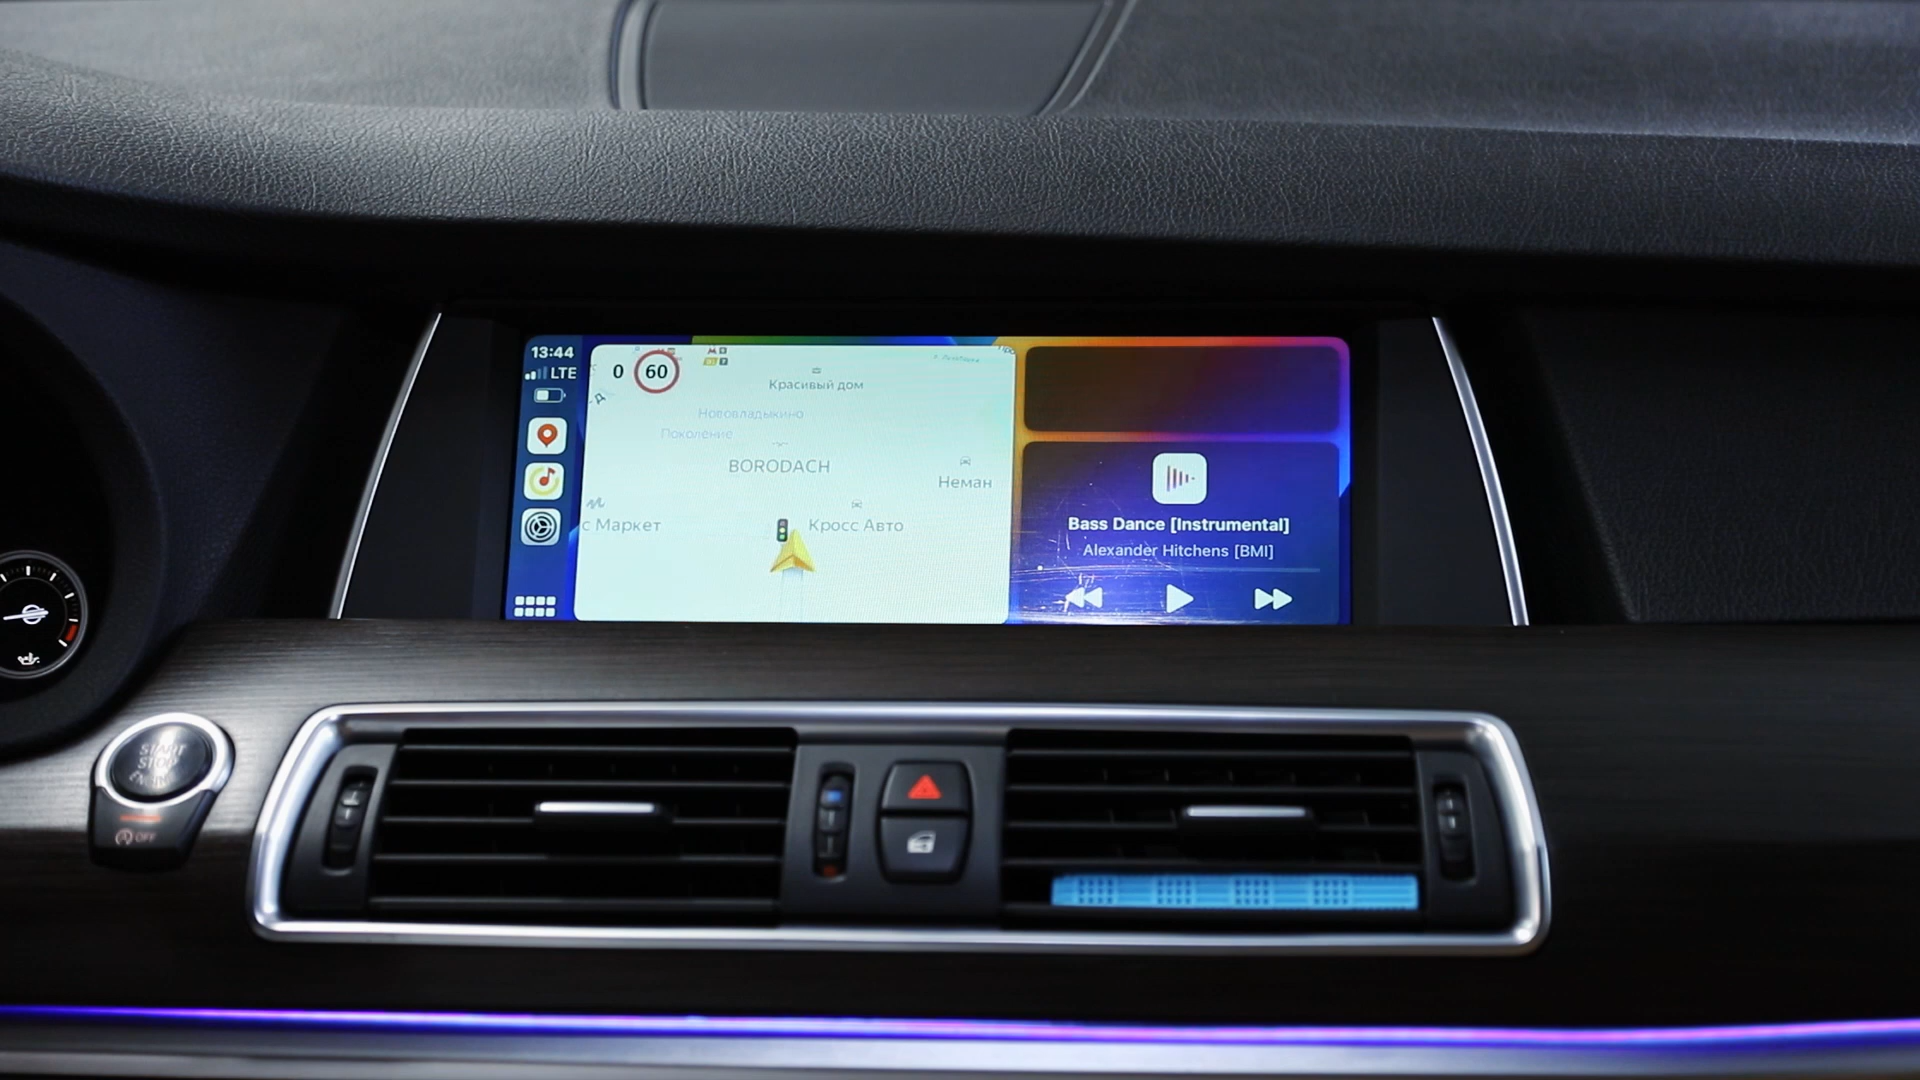 13:44
LTE
0
60
Красивый дом
Нововладыкино
Поколение
BORODACH
Неман
с Маркет
Кросс Авто
Bass Dance [Instrumental]
Alexander Hitchens [BMI]
START
STOP
ENGINE
OFF